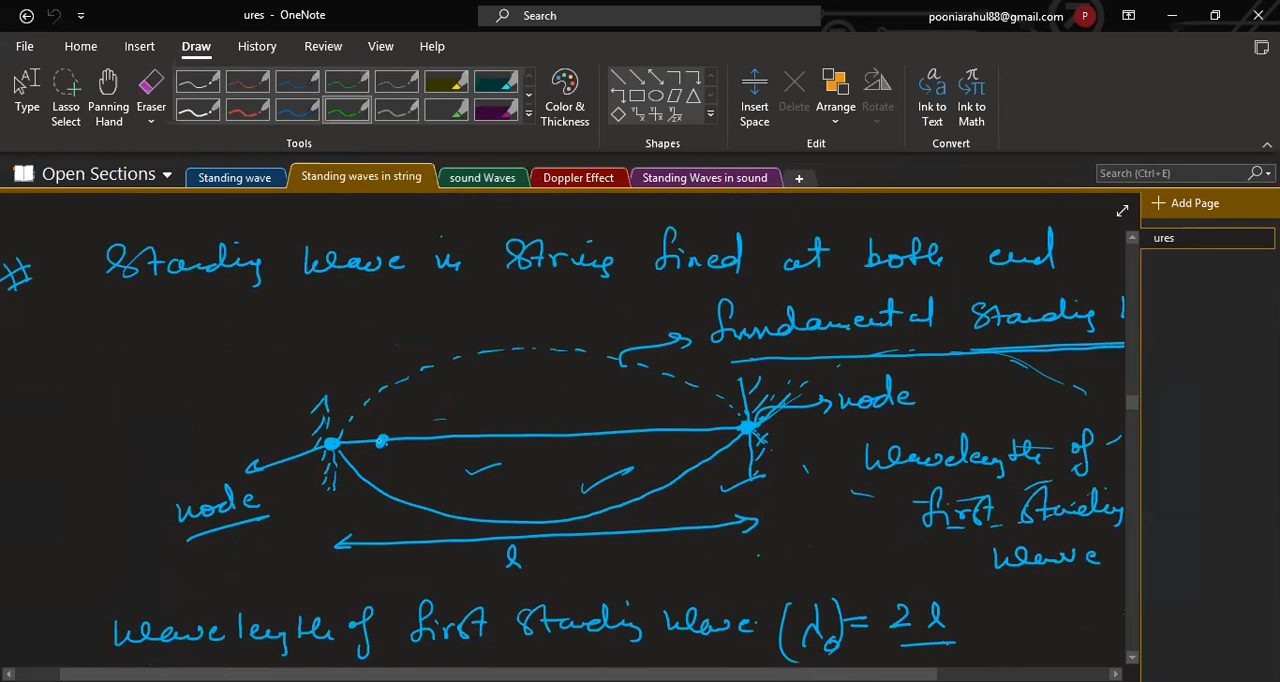 ures - OneNote
Search
pooniarahul88@gmail.com
P
File Home Insert Draw History Review View Help
Type
Lasso Select
Panning Hand
Eraser
Color & Thickness
Insert Space
Delete
Arrange
Rotate
Ink to Text
Ink to Math
Tools
Shapes
Edit
Convert
Open Sections
Standing wave
Standing waves in string
sound Waves
Doppler Effect
Standing Waves in sound
+
Search (Ctrl+E)
+ Add Page
ures
# Standing wave in string fixed at both end
fundamental standing
node
node
wavelength of
first standing
wave
l
wavelength of first standing wave (λ₀) = 2l